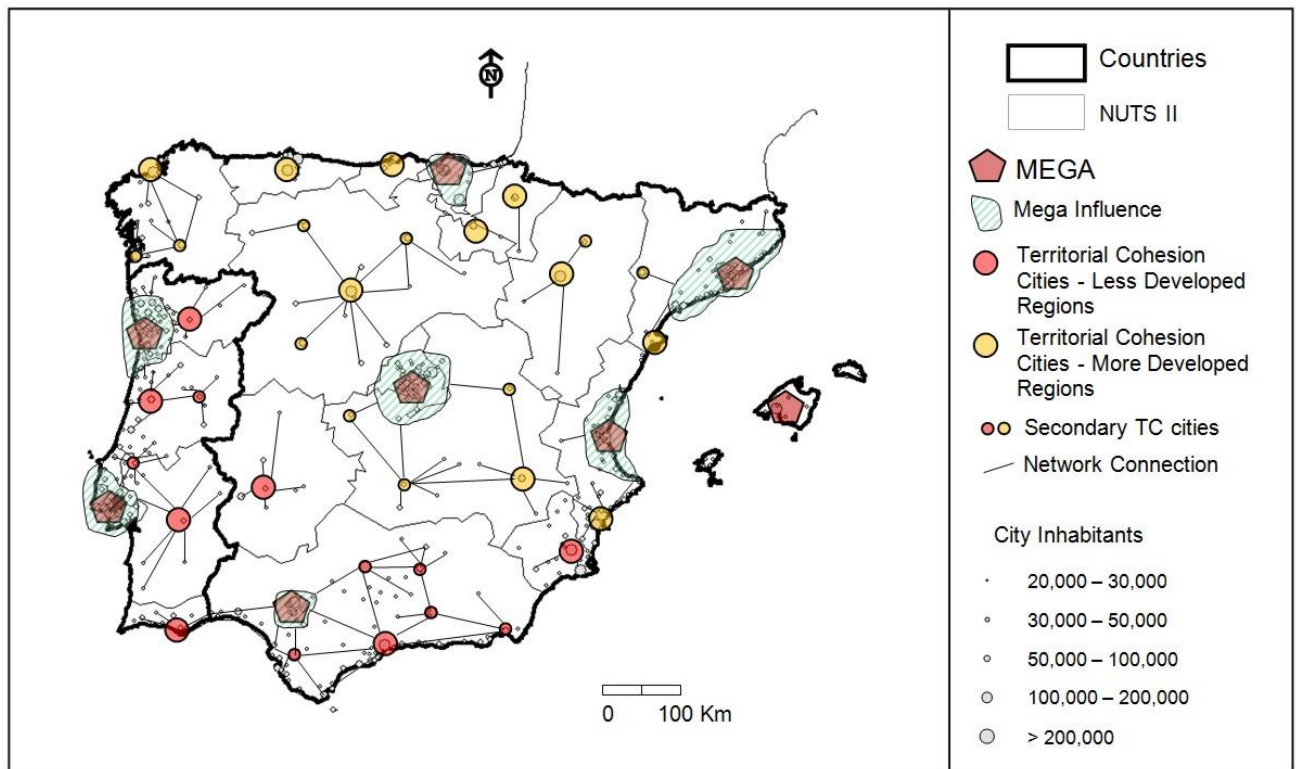 N
Countries
NUTS II
MEGA
Mega Influence
Territorial Cohesion
Cities - Less Developed
Regions
Territorial Cohesion
Cities - More Developed
Regions
Secondary TC cities
Network Connection
City Inhabitants
20,000 – 30,000
30,000 – 50,000
50,000 – 100,000
100,000 – 200,000
> 200,000
0 100 Km